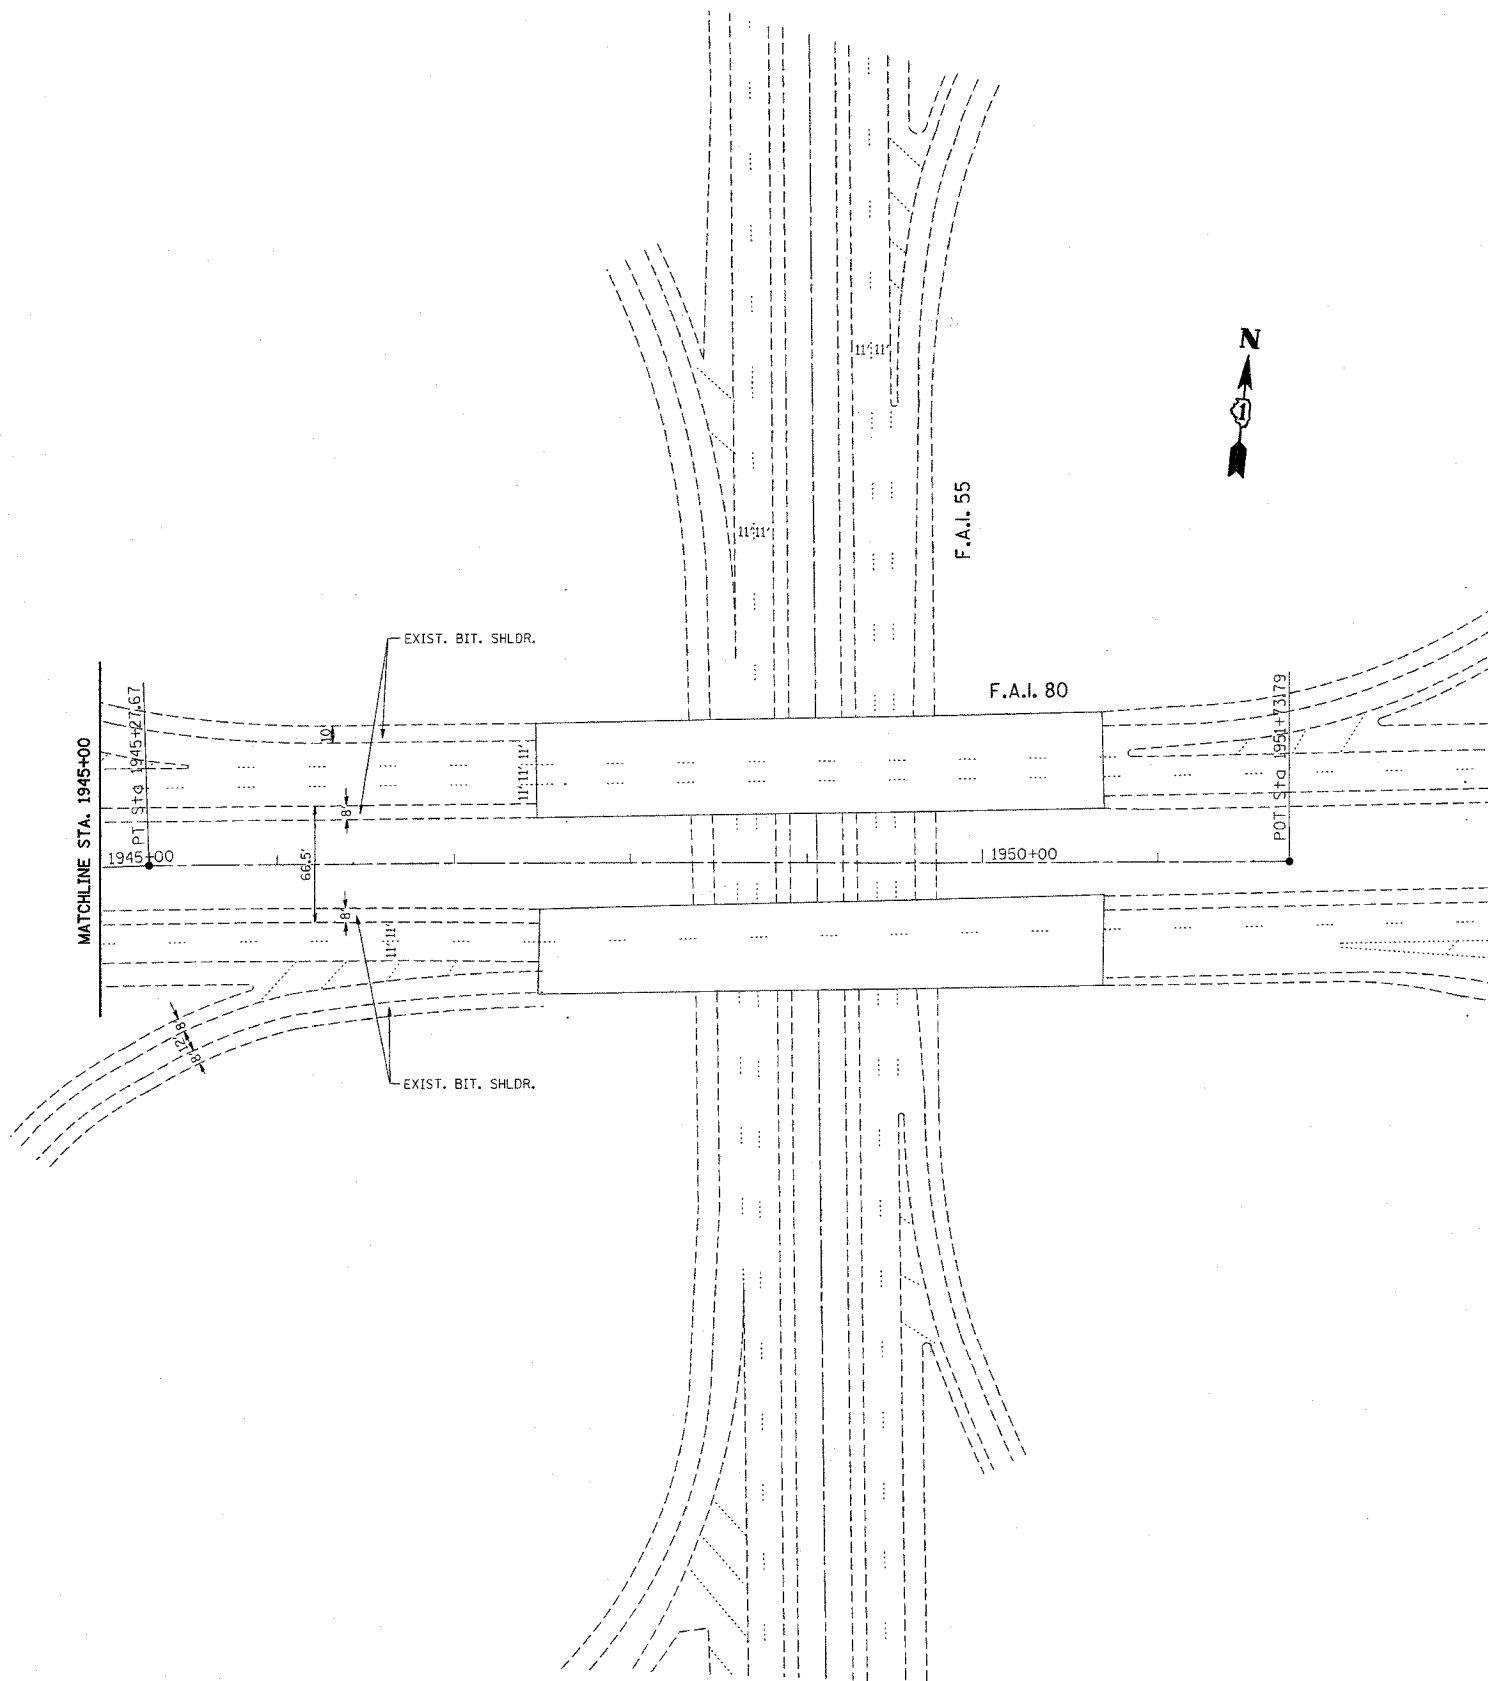 N
1
11' 11'
F.A.I. 55
11' 11'
EXIST. BIT. SHLDR.
F.A.I. 80
MATCHLINE STA. 1945+00
PT Sta 1945+27.67
10'
11' 11' 11'
8'
POT Sta 1951+73.79
1945+00
66.5'
1950+00
8'
11' 11'
8'
12'
8'
EXIST. BIT. SHLDR.